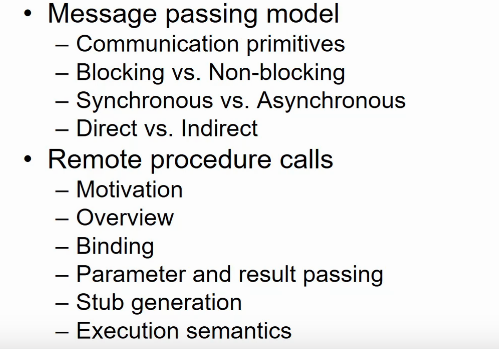 • Message passing model
– Communication primitives
– Blocking vs. Non-blocking
– Synchronous vs. Asynchronous
– Direct vs. Indirect
• Remote procedure calls
– Motivation
– Overview
– Binding
– Parameter and result passing
– Stub generation
– Execution semantics